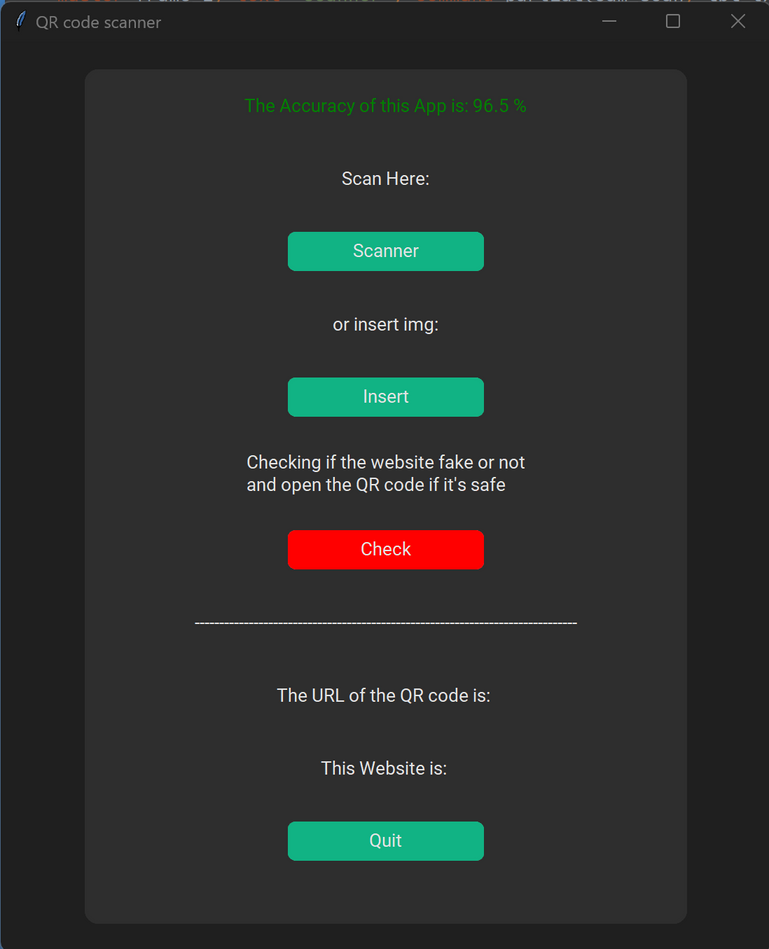 QR code scanner
The Accuracy of this App is: 96.5 %
Scan Here:
Scanner
or insert img:
Insert
Checking if the website fake or not
and open the QR code if it's safe
Check
--------------------------------------------------------------------------------
The URL of the QR code is:
This Website is:
Quit